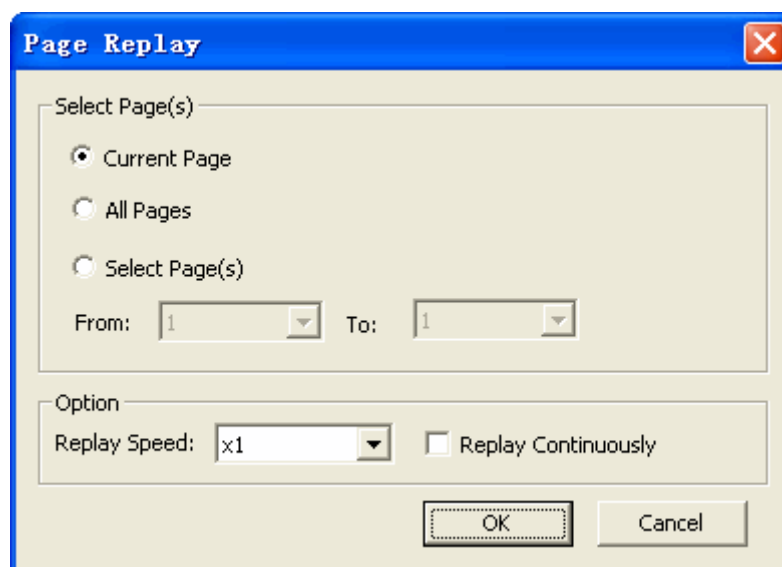 Page Replay
Select Page(s)
Current Page
All Pages
Select Page(s)
From: 1 To: 1
Option
Replay Speed: x1 Replay Continuously
OK Cancel